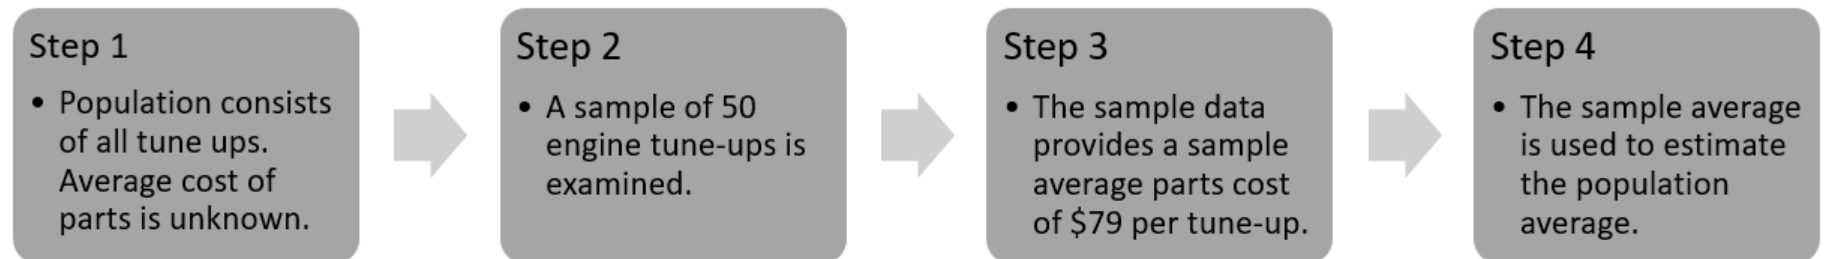 Step 1
• Population consists
of all tune ups.
Average cost of
parts is unknown.
Step 2
• A sample of 50
engine tune-ups is
examined.
Step 3
• The sample data
provides a sample
average parts cost
of $79 per tune-up.
Step 4
• The sample average
is used to estimate
the population
average.